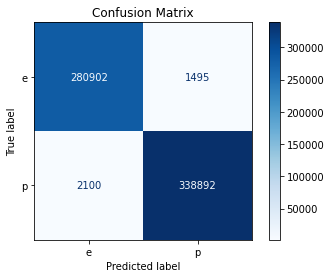 Confusion Matrix
True label
e
280902
1495
p
2100
338892
e
p
Predicted label
300000
250000
200000
150000
100000
50000